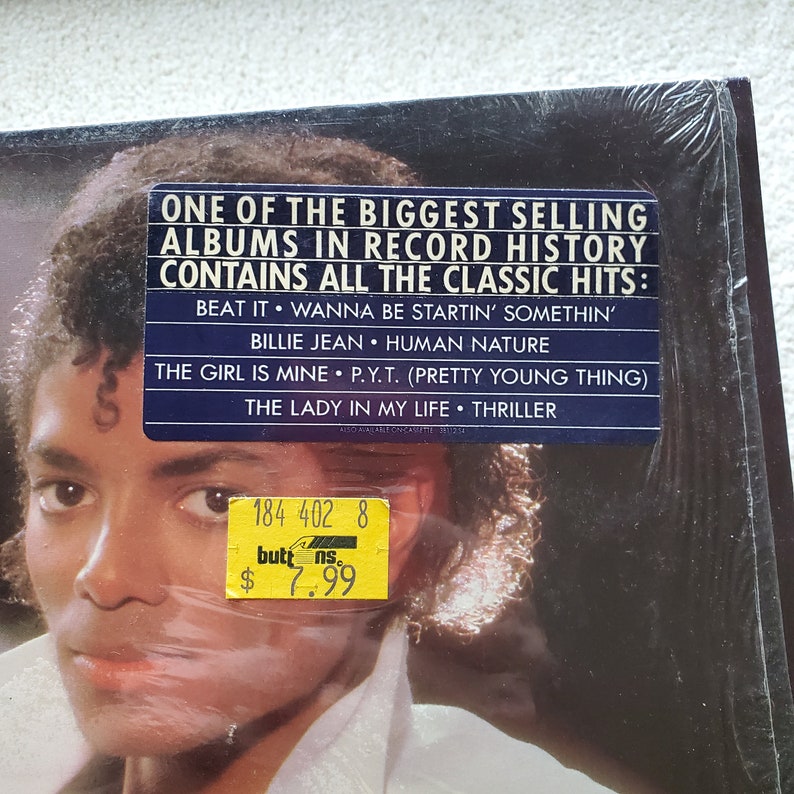 ONE OF THE BIGGEST SELLING
ALBUMS IN RECORD HISTORY
CONTAINS ALL THE CLASSIC HITS:
BEAT IT • WANNA BE STARTIN' SOMETHIN'
BILLIE JEAN • HUMAN NATURE
THE GIRL IS MINE • P.Y.T. (PRETTY YOUNG THING)
THE LADY IN MY LIFE • THRILLER
ALSO AVAILABLE ON CASSETTE
184 402 8
buttons.
$ 7.99